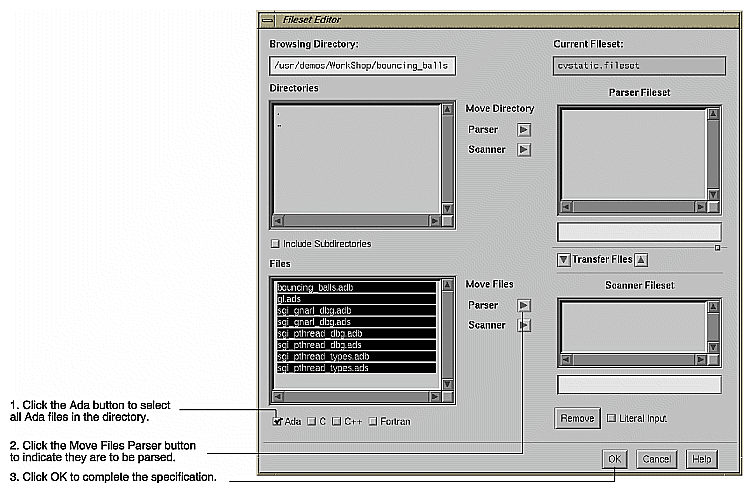 Fileset Editor
Browsing Directory:
Current Fileset:
/usr/demos/WorkShop/bouncing_balls
cvstatic.fileset
Directories
Parser Fileset
.
..
Move Directory
Parser
Scanner
Include Subdirectories
Transfer Files
Files
Move Files
Scanner Fileset
bouncing_balls.adb
gl.ads
sgi_gnarl_dbg.adb
sgi_gnarl_dbg.ads
sgi_pthread_dbg.adb
sgi_pthread_dbg.ads
sgi_pthread_types.adb
sgi_pthread_types.ads
Parser
Scanner
1. Click the Ada button to select
all Ada files in the directory.
Ada C C++ Fortran
Remove Literal Input
2. Click the Move Files Parser button
to indicate they are to be parsed.
OK Cancel Help
3. Click OK to complete the specification.